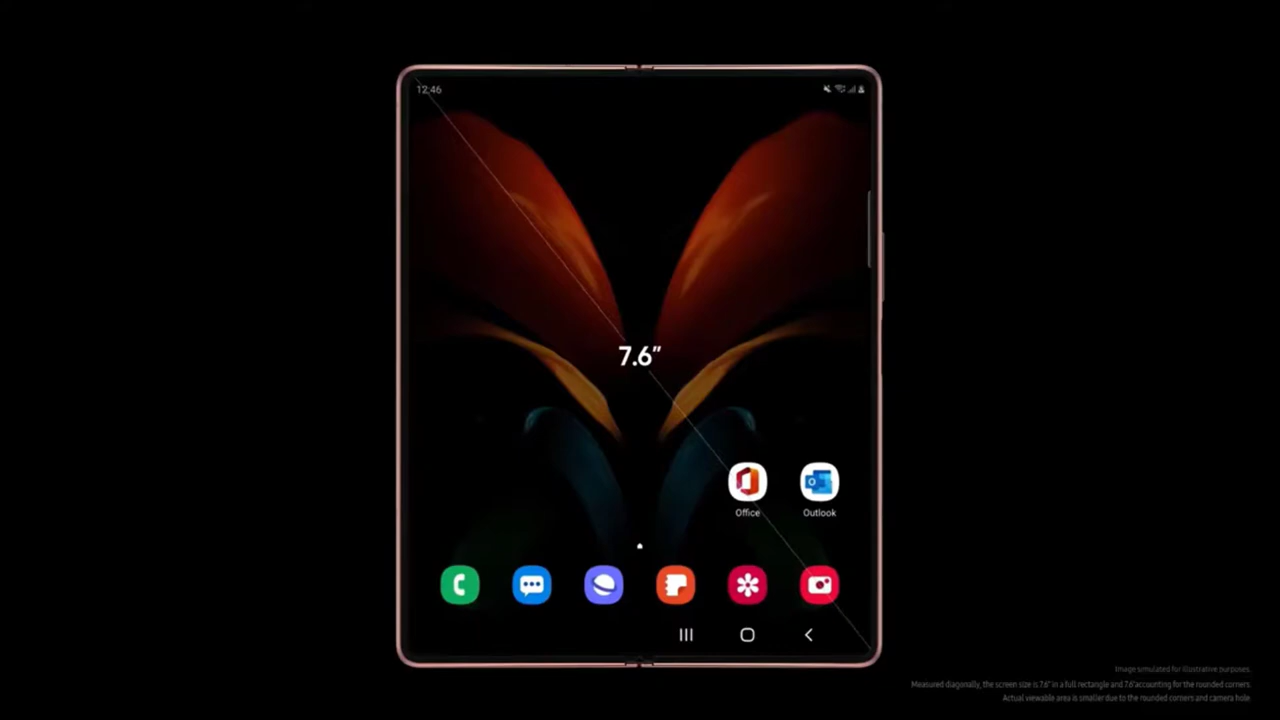 12:46
7.6"
Office
Outlook
Image simulated for illustrative purposes.
Measured diagonally, the screen size is 7.6" in a full rectangle and 7.6"accounting for the rounded corners.
Actual viewable area is smaller due to the rounded corners and camera hole.